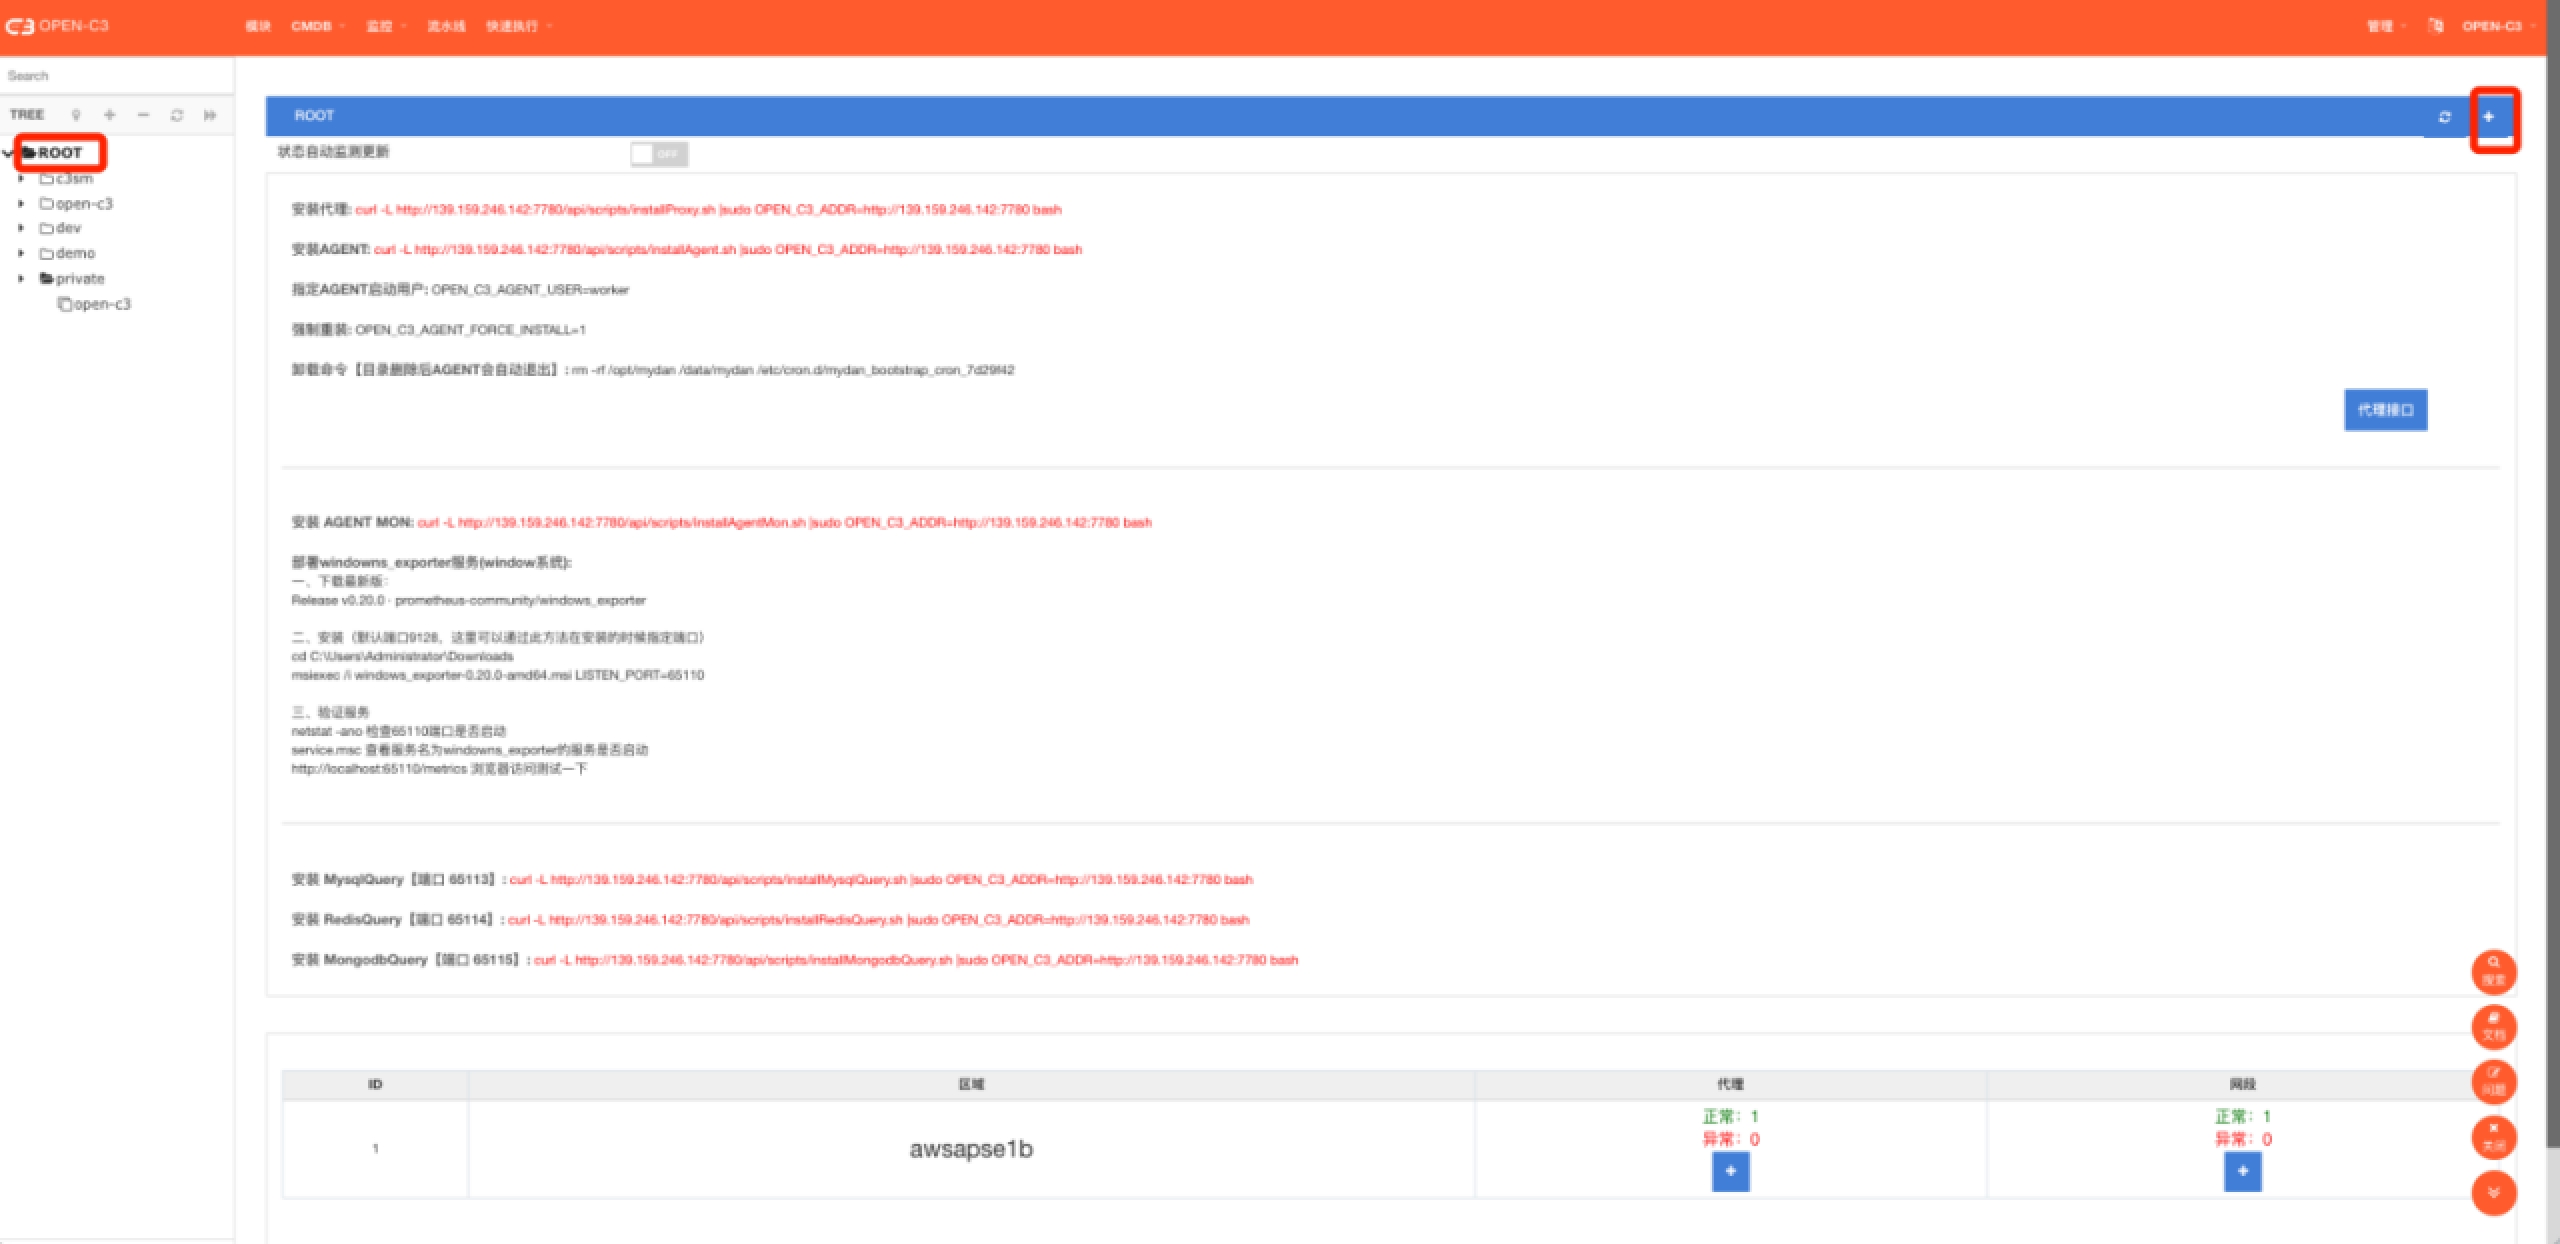 C3 OPEN-C3 模块 CMDB 监控 流水线 快速执行 管理 OPEN-C3
Search
TREE
ROOT
c3sm
open-c3
dev
demo
private
open-c3
ROOT
状态自动监测更新 OFF
安装代理: curl -L http://139.159.246.142:7780/api/scripts/installProxy.sh |sudo OPEN_C3_ADDR=http://139.159.246.142:7780 bash
安装AGENT: curl -L http://139.159.246.142:7780/api/scripts/installAgent.sh |sudo OPEN_C3_ADDR=http://139.159.246.142:7780 bash
指定AGENT启动用户: OPEN_C3_AGENT_USER=worker
强制重装: OPEN_C3_AGENT_FORCE_INSTALL=1
卸载命令【目录删除后AGENT会自动退出】: rm -rf /opt/mydan /data/mydan /etc/cron.d/mydan_bootstrap_cron_7d29f42
代理接口
安装 AGENT MON: curl -L http://139.159.246.142:7780/api/scripts/installAgentMon.sh |sudo OPEN_C3_ADDR=http://139.159.246.142:7780 bash
部署windowns_exporter服务(window系统):
一、下载最新版:
Release v0.20.0 · prometheus-community/windows_exporter
二、安装（默认端口9128，这里可以通过此方法在安装的时候指定端口）
cd C:\Users\Administrator\Downloads
msiexec /i windows_exporter-0.20.0-amd64.msi LISTEN_PORT=65110
三、验证服务
netstat -ano 检查65110端口是否启动
service.msc 查看服务名为windowns_exporter的服务是否启动
http://localhost:65110/metrics 浏览器访问测试一下
安装 MysqlQuery【端口 65113】: curl -L http://139.159.246.142:7780/api/scripts/installMysqlQuery.sh |sudo OPEN_C3_ADDR=http://139.159.246.142:7780 bash
安装 RedisQuery【端口 65114】: curl -L http://139.159.246.142:7780/api/scripts/installRedisQuery.sh |sudo OPEN_C3_ADDR=http://139.159.246.142:7780 bash
安装 MongodbQuery【端口 65115】: curl -L http://139.159.246.142:7780/api/scripts/installMongodbQuery.sh |sudo OPEN_C3_ADDR=http://139.159.246.142:7780 bash
搜索
文档
问题
关闭
ID 区域 代理 网段
1 awsapse1b 正常: 1 正常: 1
异常: 0 异常: 0